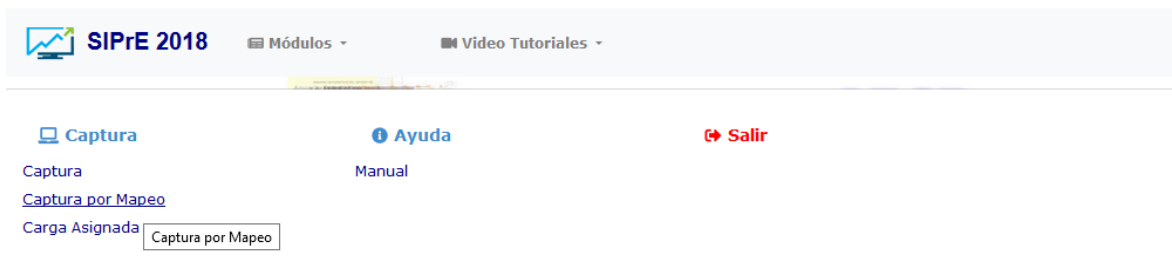 SIPrE 2018 Módulos Video Tutoriales
Captura Ayuda Salir
Captura Manual
Captura por Mapeo
Carga Asignada
Captura por Mapeo